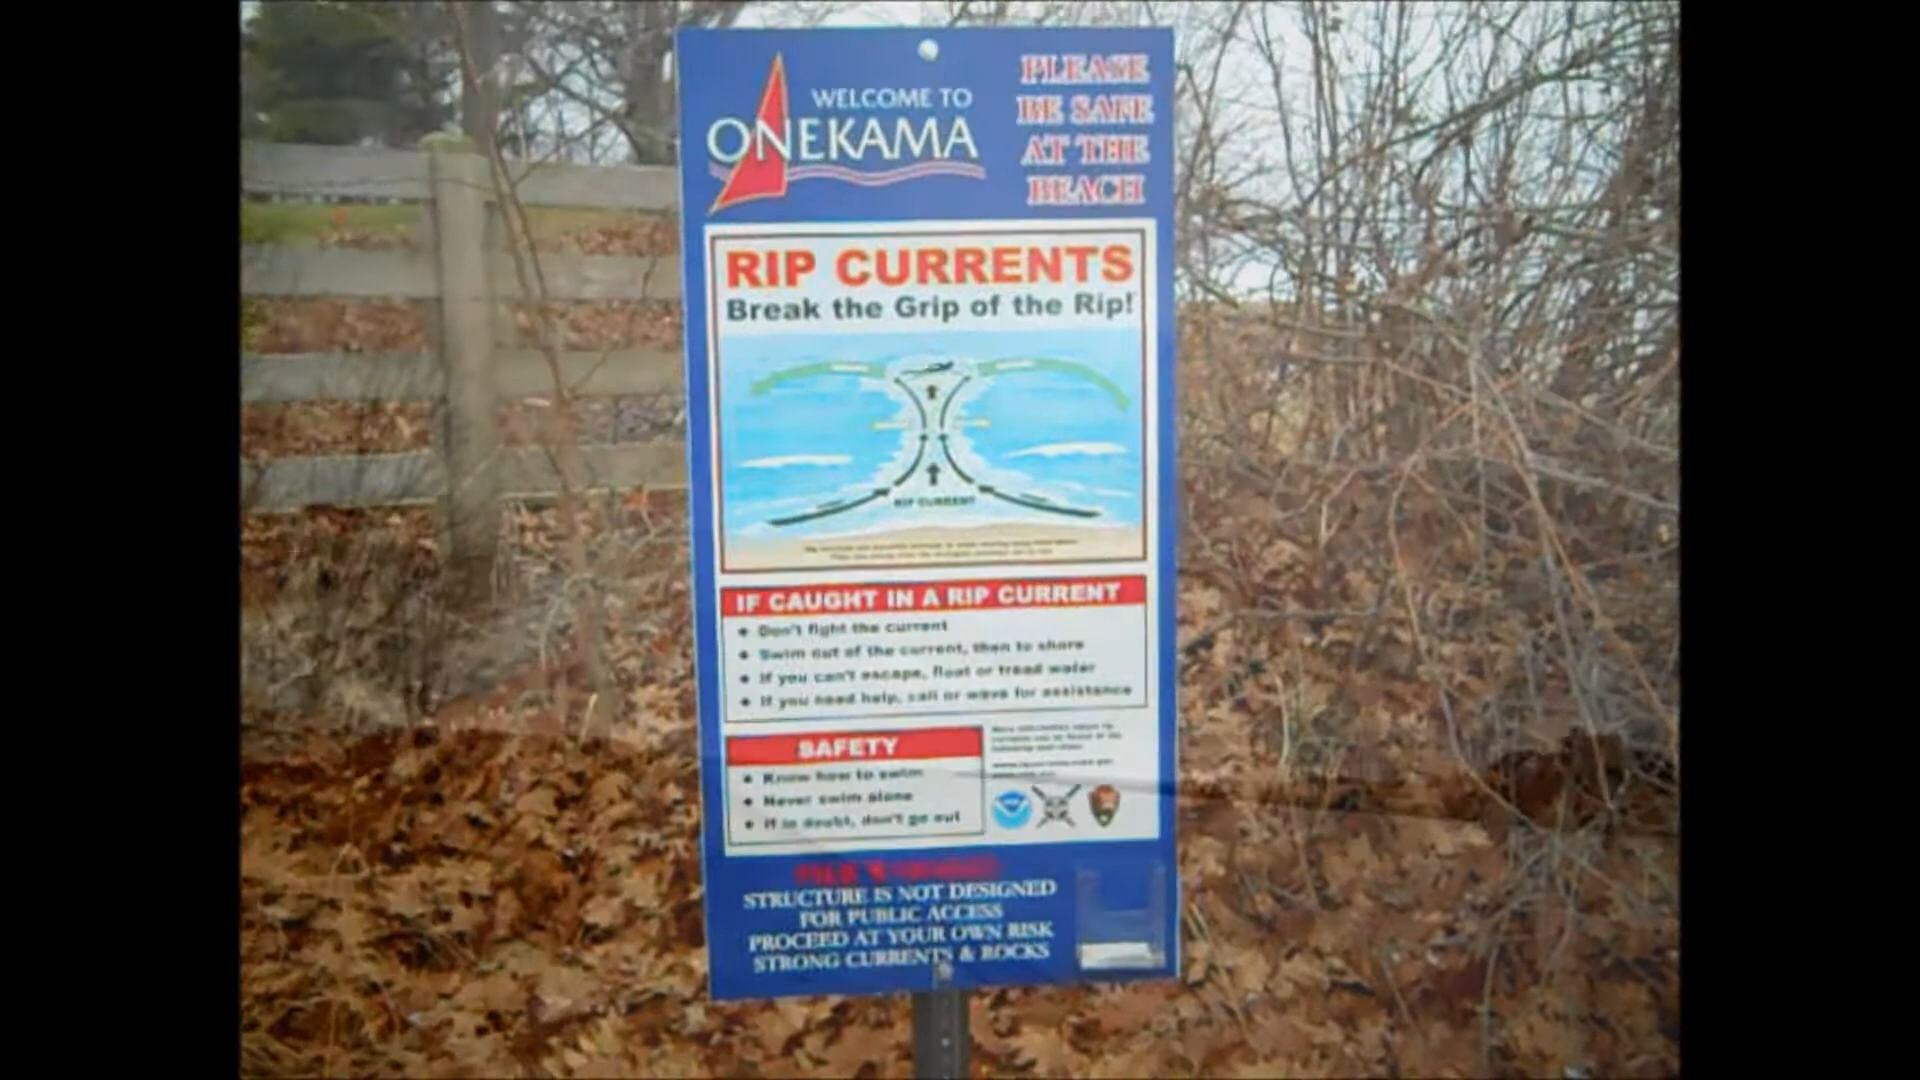 WELCOME TO
ONEKAMA
PLEASE
BE SAFE
AT THE
BEACH
RIP CURRENTS
Break the Grip of the Rip!
RIP CURRENT
IF CAUGHT IN A RIP CURRENT
• Don't fight the current
• Swim out of the current, then to shore
• If you can't escape, float or tread water
• If you need help, call or wave for assistance
SAFETY
• Know how to swim
• Never swim alone
• If in doubt, don't go out
STRUCTURE IS NOT DESIGNED
FOR PUBLIC ACCESS
PROCEED AT YOUR OWN RISK
STRONG CURRENTS & ROCKS